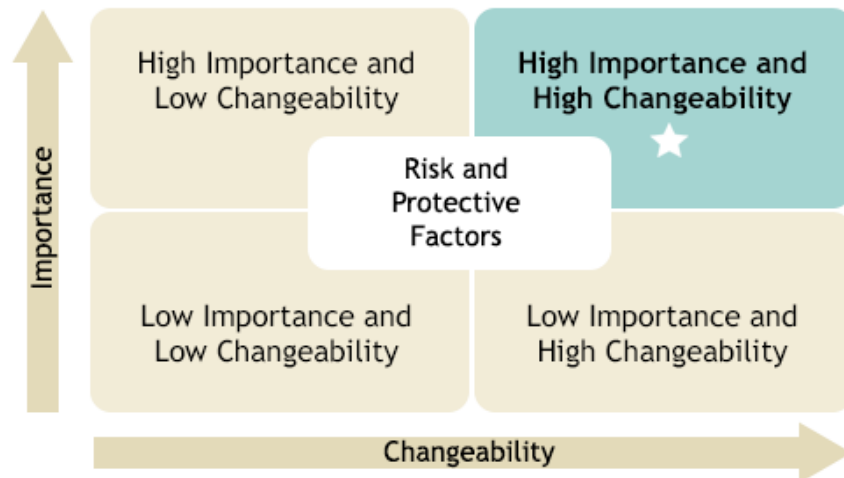 High Importance and
Low Changeability
High Importance and
High Changeability
Risk and
Protective
Factors
Importance
Low Importance and
Low Changeability
Low Importance and
High Changeability
Changeability